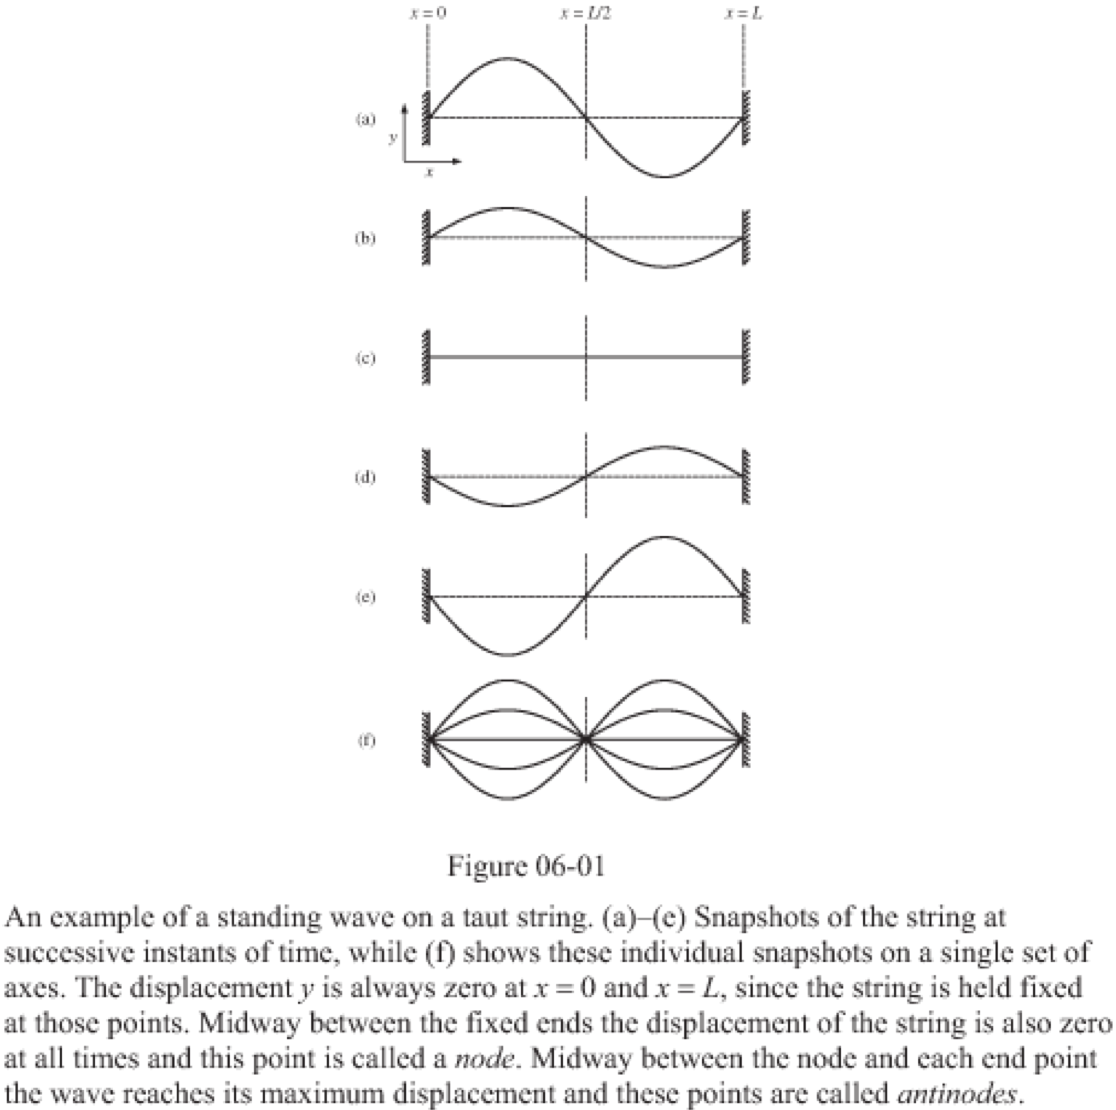 x = 0 x = L/2 x = L
(a)
y
x
(b)
(c)
(d)
(e)
(f)
Figure 06-01
An example of a standing wave on a taut string. (a)–(e) Snapshots of the string at
successive instants of time, while (f) shows these individual snapshots on a single set of
axes. The displacement y is always zero at x = 0 and x = L, since the string is held fixed
at those points. Midway between the fixed ends the displacement of the string is also zero
at all times and this point is called a node. Midway between the node and each end point
the wave reaches its maximum displacement and these points are called antinodes.